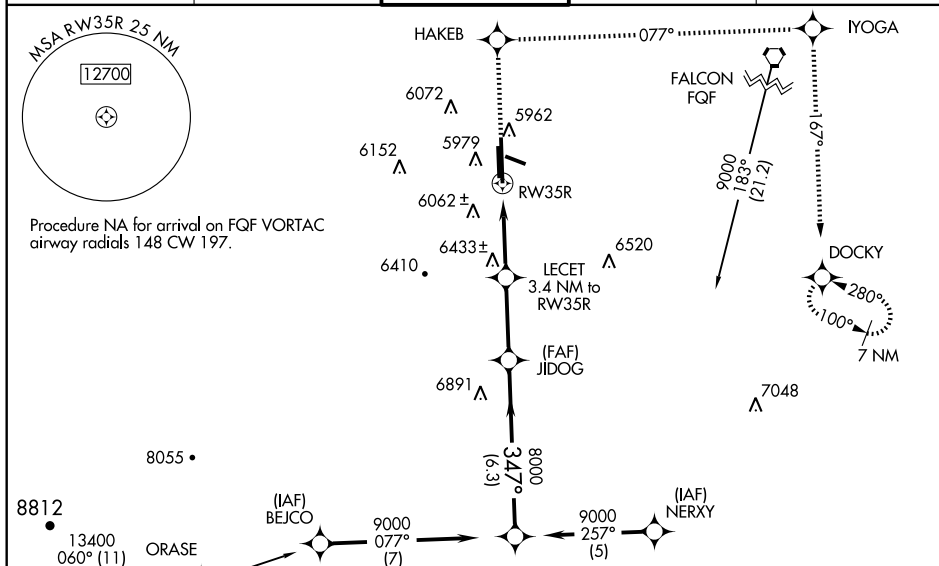 MSA RW35R 25 NM
12700
Procedure NA for arrival on FQF VORTAC
airway radials 148 CW 197.
HAKEB
077°
IYOGA
FALCON
FQF
6072
5962
5979
6152
RW35R
6062 ±
167°
9000
183°
(21.2)
6433±
6520
6410
LECET
3.4 NM to
RW35R
DOCKY
280°
100°
7 NM
(FAF)
JIDOG
6891
7048
8000
347°
(6.3)
8055
8812
(IAF)
BEJCO
9000
077°
(7)
9000
257°
(5)
(IAF)
NERXY
13400
060° (11)
ORASE